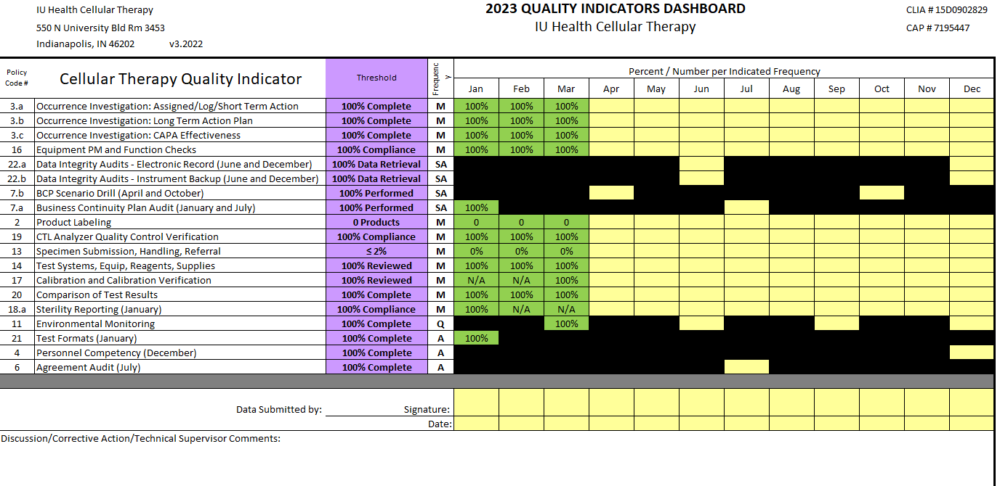 IU Health Cellular Therapy
2023 QUALITY INDICATORS DASHBOARD
CLIA # 15D0902829
550 N University Bld Rm 3453
IU Health Cellular Therapy
CAP # 7195447
Indianapolis, IN 46202 v3.2022
Policy Code # Cellular Therapy Quality Indicator Threshold Frequency Percent / Number per Indicated Frequency
Jan Feb Mar Apr May Jun Jul Aug Sep Oct Nov Dec
3.a Occurrence Investigation: Assigned/Log/Short Term Action 100% Complete M 100% 100% 100%
3.b Occurrence Investigation: Long Term Action Plan 100% Complete M 100% 100% 100%
3.c Occurrence Investigation: CAPA Effectiveness 100% Complete M 100% 100% 100%
16 Equipment PM and Function Checks 100% Compliance M 100% 100% 100%
22.a Data Integrity Audits - Electronic Record (June and December) 100% Data Retrieval SA
22.b Data Integrity Audits - Instrument Backup (June and December) 100% Data Retrieval SA
7.b BCP Scenario Drill (April and October) 100% Performed SA
7.a Business Continuity Plan Audit (January and July) 100% Performed SA 100%
2 Product Labeling 0 Products M 0 0 0
19 CTL Analyzer Quality Control Verification 100% Compliance M 100% 100% 100%
13 Specimen Submission, Handling, Referral ≤ 2% M 0% 0% 0%
14 Test Systems, Equip, Reagents, Supplies 100% Reviewed M 100% 100% 100%
17 Calibration and Calibration Verification 100% Reviewed M N/A N/A 100%
20 Comparison of Test Results 100% Complete M 100% 100% 100%
18.a Sterility Reporting (January) 100% Compliance M 100% N/A N/A
11 Environmental Monitoring 100% Complete Q 100%
21 Test Formats (January) 100% Complete A 100%
4 Personnel Competency (December) 100% Complete A
6 Agreement Audit (July) 100% Complete A
Data Submitted by: Signature:
Date:
Discussion/Corrective Action/Technical Supervisor Comments: